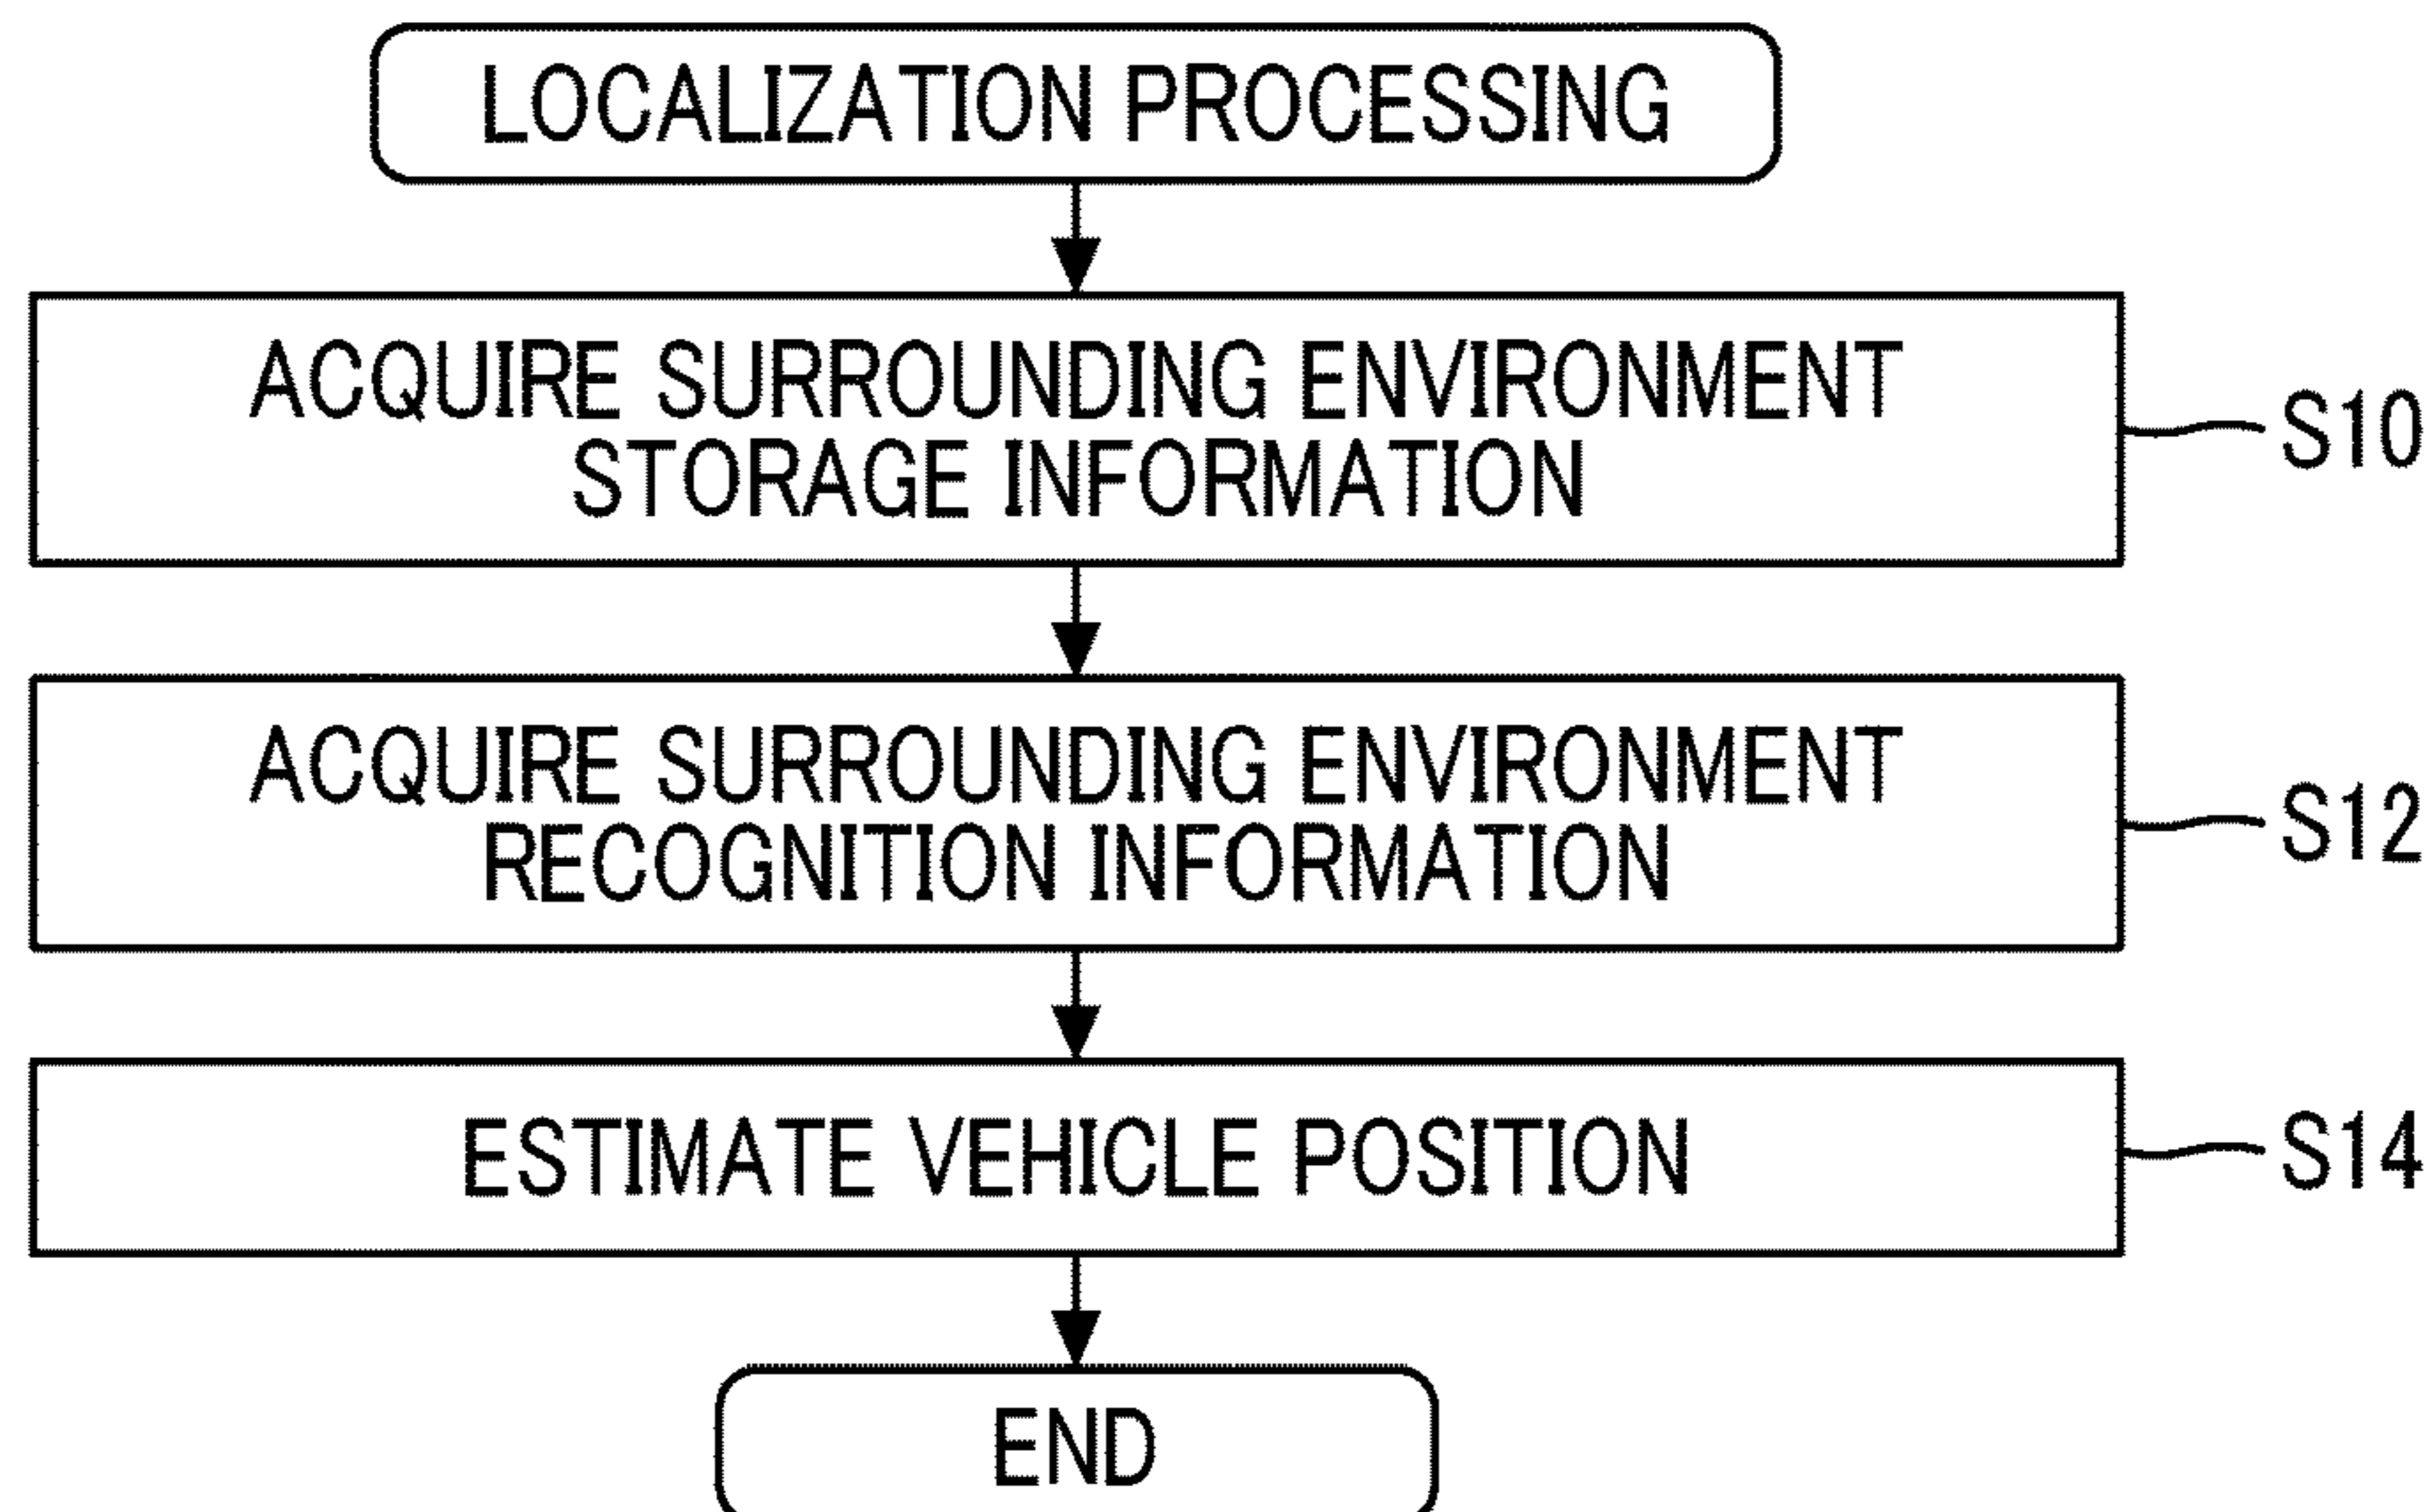 LOCALIZATION PROCESSING
ACQUIRE SURROUNDING ENVIRONMENT
STORAGE INFORMATION
S10
ACQUIRE SURROUNDING ENVIRONMENT
RECOGNITION INFORMATION
S12
ESTIMATE VEHICLE POSITION
S14
END